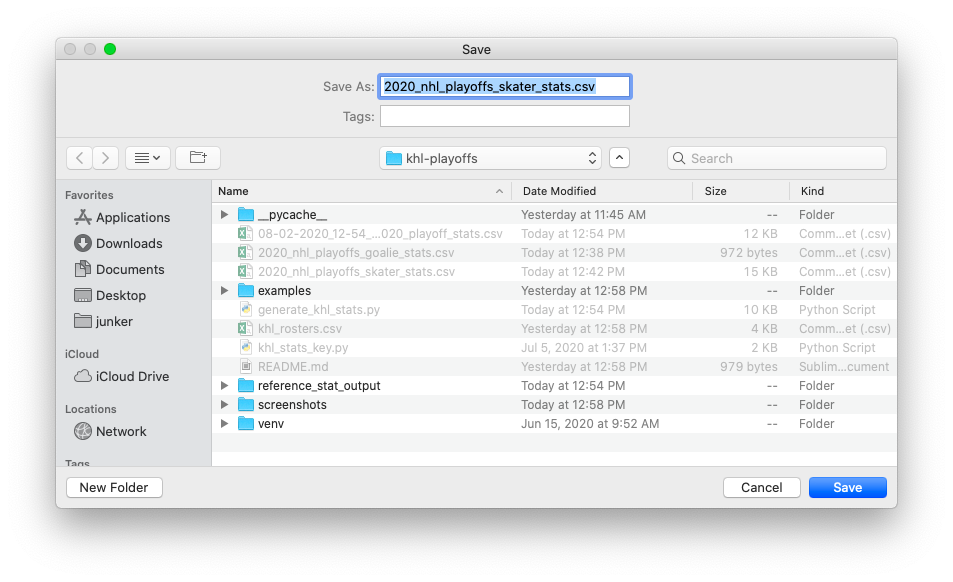 Save
Save As: 2020_nhl_playoffs_skater_stats.csv
Tags:
khl-playoffs
Search
Favorites
Applications
Downloads
Documents
Desktop
junker
iCloud
iCloud Drive
Locations
Network
Tags
Name Date Modified Size Kind
__pycache__ Yesterday at 11:45 AM -- Folder
08-02-2020_12-54_...020_playoff_stats.csv Today at 12:54 PM 12 KB Comm...et (.csv)
2020_nhl_playoffs_goalie_stats.csv Today at 12:38 PM 972 bytes Comm...et (.csv)
2020_nhl_playoffs_skater_stats.csv Today at 12:42 PM 15 KB Comm...et (.csv)
examples Yesterday at 12:58 PM -- Folder
generate_khl_stats.py Today at 12:54 PM 10 KB Python Script
khl_rosters.csv Yesterday at 12:58 PM 4 KB Comm...et (.csv)
khl_stats_key.py Jul 5, 2020 at 1:37 PM 2 KB Python Script
README.md Yesterday at 12:58 PM 979 bytes Sublim...cument
reference_stat_output Today at 12:54 PM -- Folder
screenshots Today at 12:58 PM -- Folder
venv Jun 15, 2020 at 9:52 AM -- Folder
New Folder Cancel Save